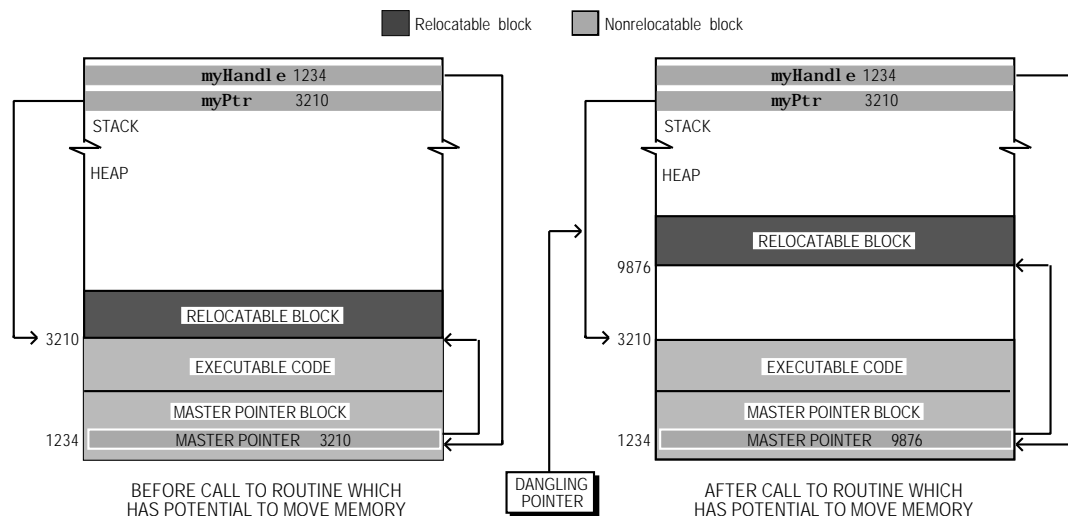 Relocatable block
Nonrelocatable block
myHandle 1234
myPtr 3210
STACK
HEAP
RELOCATABLE BLOCK
3210
EXECUTABLE CODE
MASTER POINTER BLOCK
1234
MASTER POINTER 3210
BEFORE CALL TO ROUTINE WHICH
HAS POTENTIAL TO MOVE MEMORY
DANGLING
POINTER
myHandle 1234
myPtr 3210
STACK
HEAP
RELOCATABLE BLOCK
9876
3210
EXECUTABLE CODE
MASTER POINTER BLOCK
1234
MASTER POINTER 9876
AFTER CALL TO ROUTINE WHICH
HAS POTENTIAL TO MOVE MEMORY